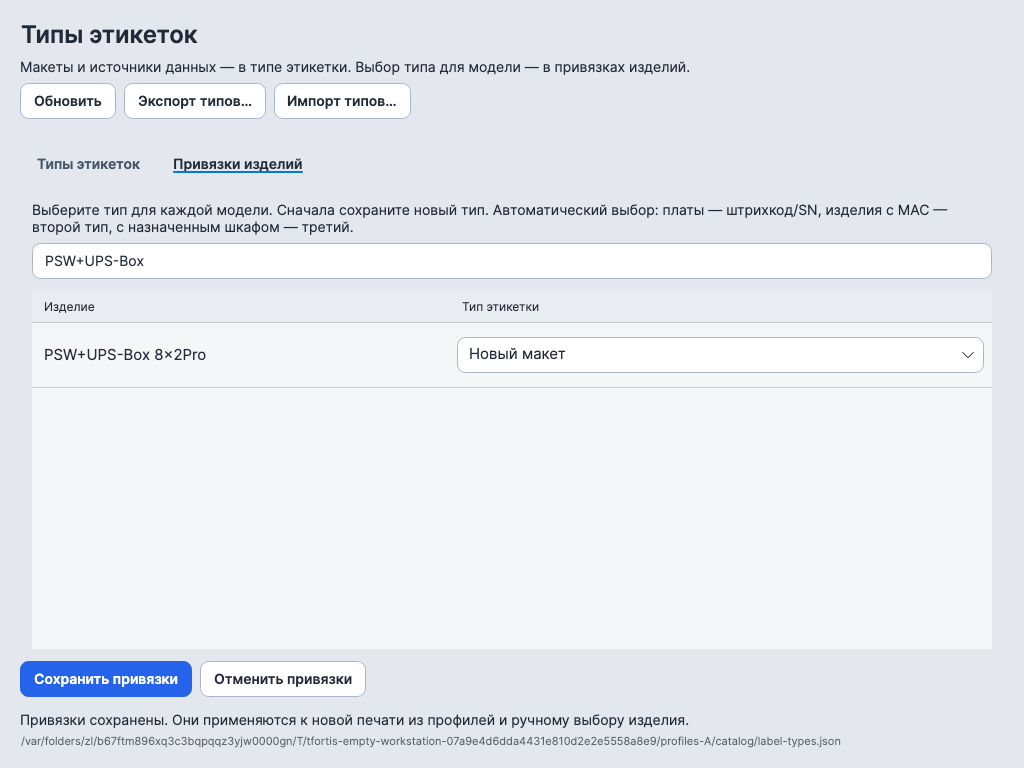 Типы этикеток
Макеты и источники данных — в типе этикетки. Выбор типа для модели — в привязках изделий.
Обновить
Экспорт типов...
Импорт типов...
Типы этикеток
Привязки изделий
Выберите тип для каждой модели. Сначала сохраните новый тип. Автоматический выбор: платы — штрихкод/SN, изделия с MAC —
второй тип, с назначенным шкафом — третий.
PSW+UPS-Box
Изделие
Тип этикетки
PSW+UPS-Box 8×2Pro
Новый макет
Сохранить привязки
Отменить привязки
Привязки сохранены. Они применяются к новой печати из профилей и ручному выбору изделия.
/var/folders/zl/b67ftm896xq3c3bqpqqz3yjw0000gn/T/tfortis-empty-workstation-07a9e4d6dda4431e810d2e2e5558a8e9/profiles-A/catalog/label-types.json